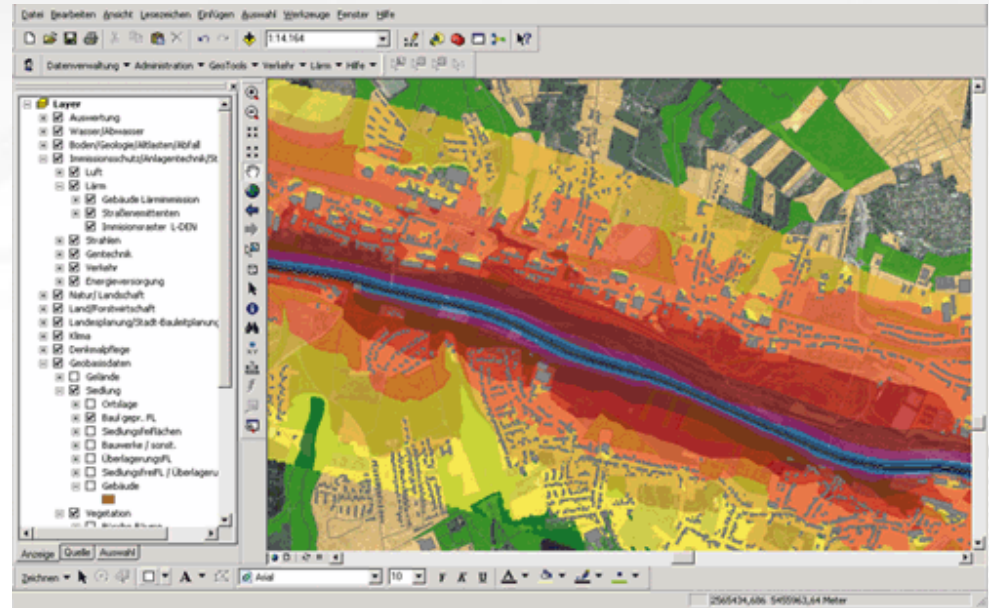 Datei Bearbeiten Ansicht Lesezeichen Einfügen Auswahl Werkzeuge Fenster Hilfe
1:14.164
Datenverwaltung Administration GeoTools Verkehr Lärm Hilfe
Layer
Auswertung
Wasser/Abwasser
Boden/Geologie/Altlasten/Abfall
Immissionsschutz/Anlagentechnik/St
Luft
Lärm
Gebäude Lärmimmission
Straßenemittenten
Immisionsraster L-DEN
Strahlen
Gentechnik
Verkehr
Energieversorgung
Natur/Landschaft
Land/Forstwirtschaft
Landesplanung/Stadt-Bauleitplanung
Klima
Denkmalpflege
Geobasisdaten
Gelände
Siedlung
Ortslage
Baul gepr. FL
Siedlungsfreiflächen
Bauwerke / sonst.
ÜberlagerungsFL
SiedlungsfreiFL / Überlageru
Gebäude
Vegetation
Anzeige Quelle Auswahl
Zeichnen A Arial 10 F K U A
2565434,686 5455963,64 Meter